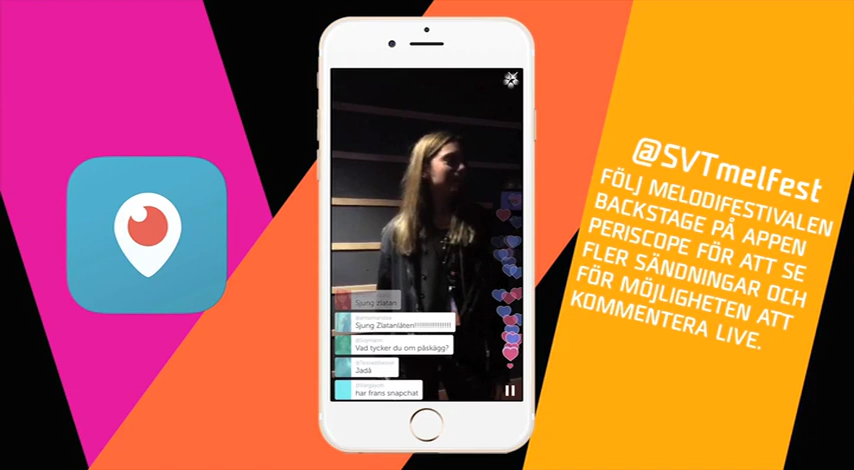 @SVTmelfest
FÖLJ MELODIFESTIVALEN
BACKSTAGE PÅ APPEN
PERISCOPE FÖR ATT SE
FLER SÄNDNINGAR OCH
FÖR MÖJLIGHETEN ATT
KOMMENTERA LIVE.
Sjung zlatan
Sjung Zlatanlåten!!!!!!!!!!!!!!!!!
Vad tycker du om påskägg?
Jadå
har frans snapchat